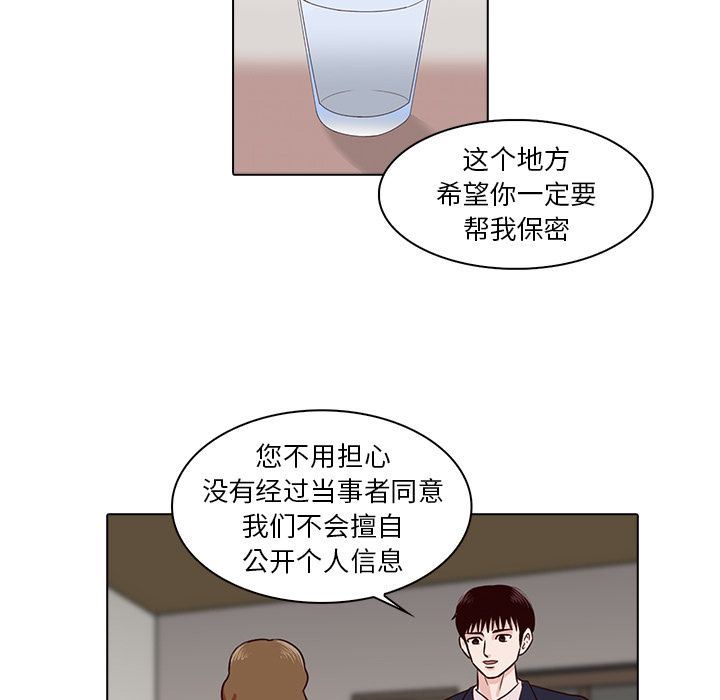 这个地方
希望你一定要
帮我保密
您不用担心
没有经过当事者同意
我们不会擅自
公开个人信息